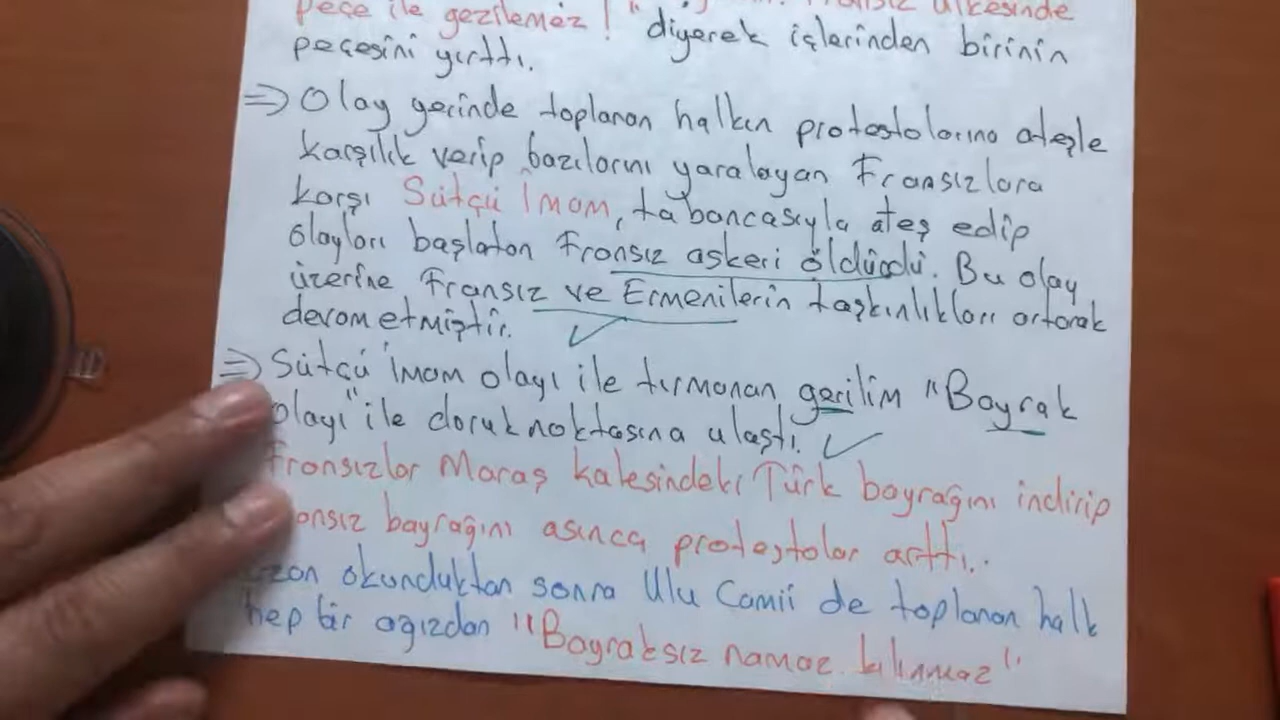 peçe ile gezilemez!" diyerek içlerinden birinin
peçesini yırttı.
⇒ Olay yerinde toplanan halkın protestolarına ateşle
karşılık verip bazılarını yaralayan Fransızlara
karşı Sütçü İmam, tabancasıyla ateş edip
olayları başlatan Fransız askeri öldürdü. Bu olay
üzerine Fransız ve Ermenilerin taşkınlıkları artarak
devam etmiştir.
⇒ Sütçü İmam olayı ile tırmanan gerilim "Bayrak
olayı" ile doruk noktasına ulaştı.
Fransızlar Maraş kalesindeki Türk bayrağını indirip
ansız bayrağını asınca protestolar arttı..
ezan okunduktan sonra Ulu Camii de toplanan halk
hep bir ağızdan "Bayraksız namaz kılınmaz"